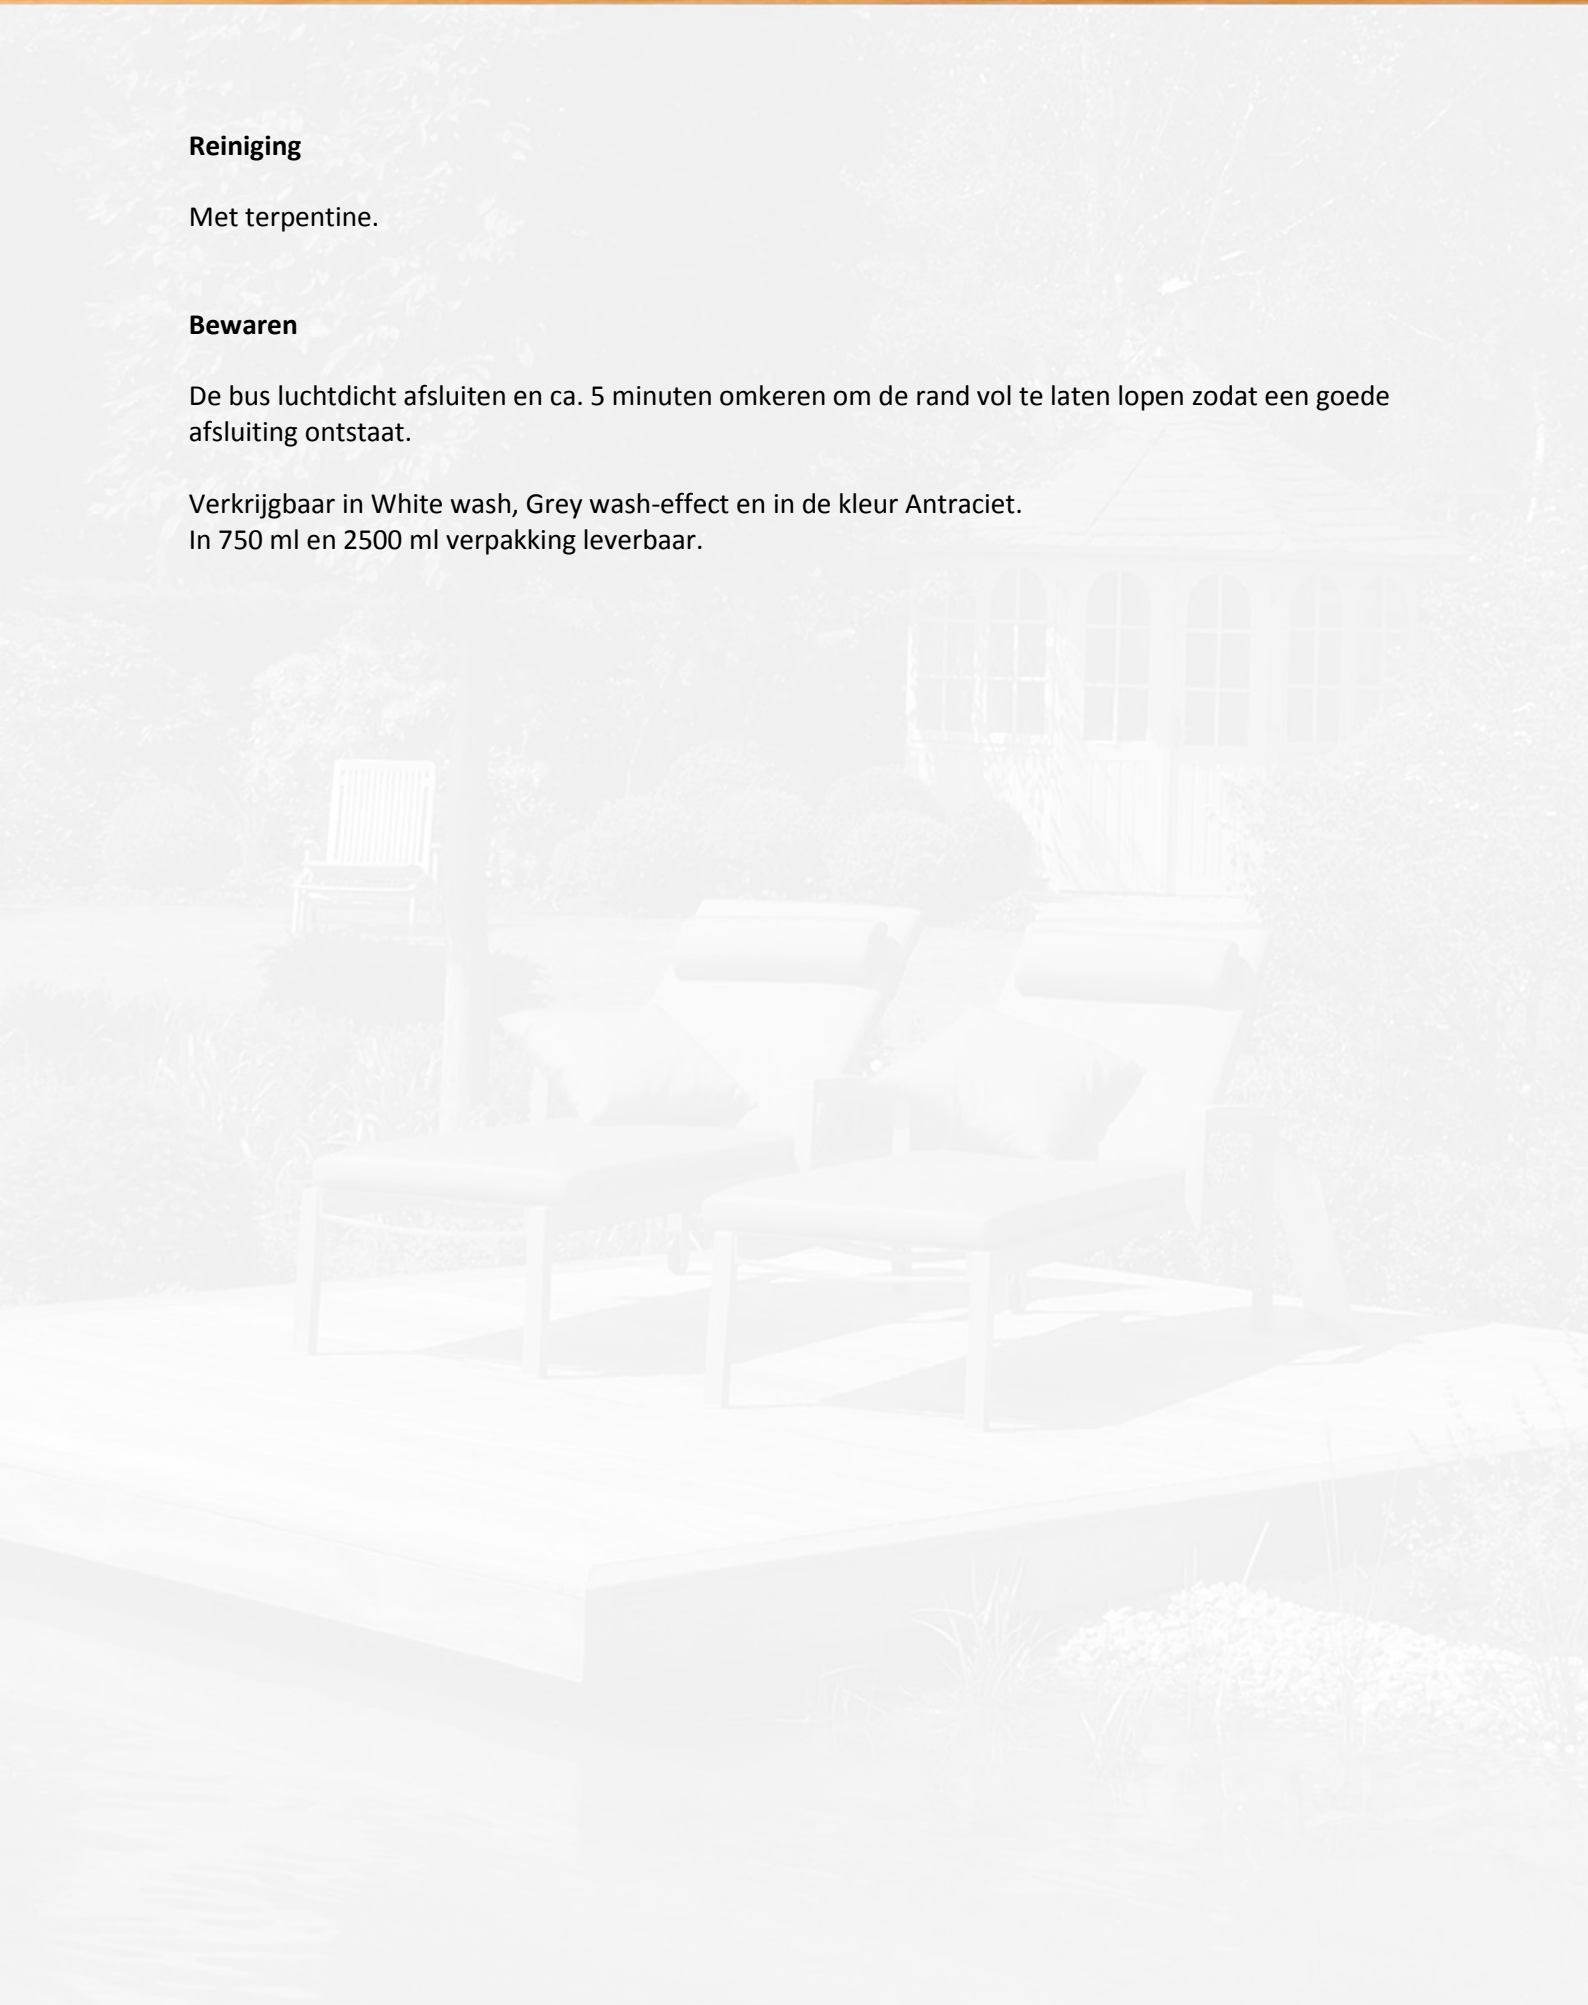 Reiniging
Met terpentine.
Bewaren
De bus luchtdicht afsluiten en ca. 5 minuten omkeren om de rand vol te laten lopen zodat een goede
afsluiting ontstaat.
Verkrijgbaar in White wash, Grey wash-effect en in de kleur Antraciet.
In 750 ml en 2500 ml verpakking leverbaar.